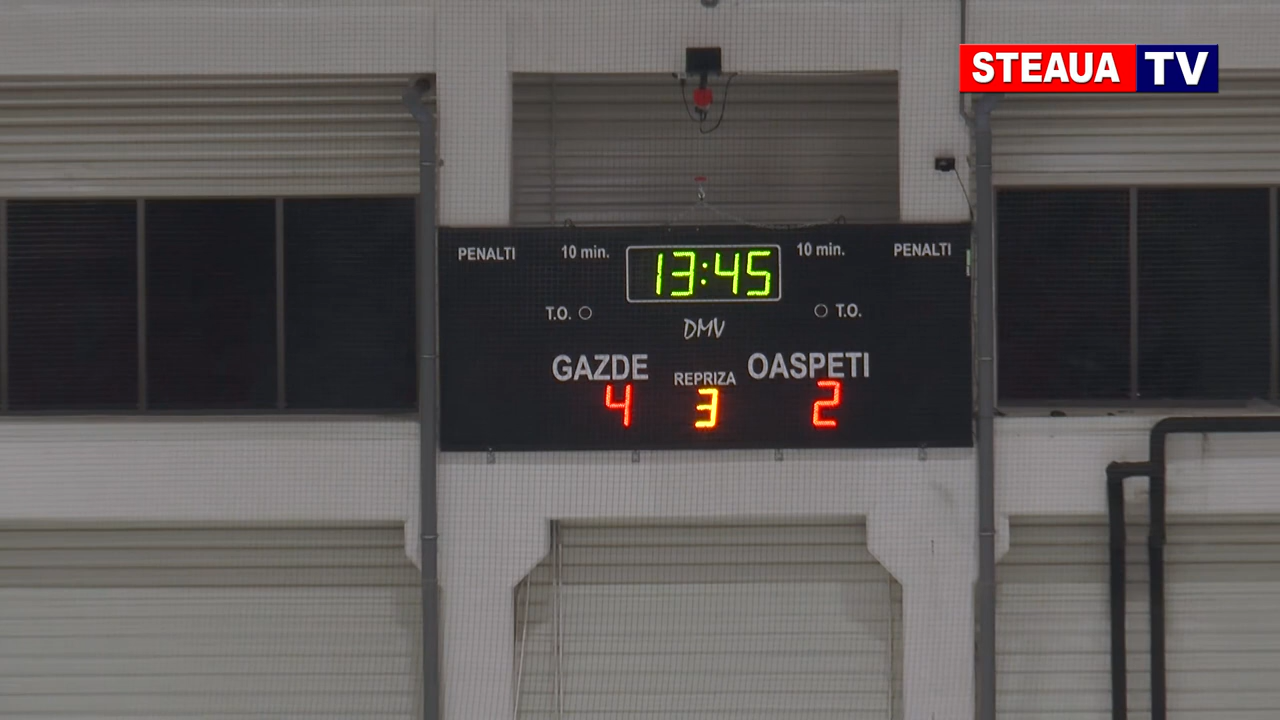 STEAUA TV
PENALTI 10 min. 13:45 10 min. PENALTI
T.O. T.O.
DMV
GAZDE REPRIZA OASPETI
4 3 2